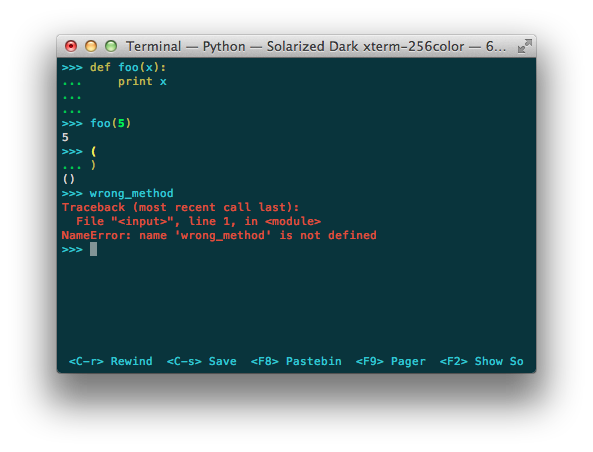 Terminal — Python — Solarized Dark xterm-256color — 6...
>>> def foo(x):
...     print x
...
...
>>> foo(5)
5
>>> (
... )
()
>>> wrong_method
Traceback (most recent call last):
  File "<input>", line 1, in <module>
NameError: name 'wrong_method' is not defined
>>>
<C-r> Rewind  <C-s> Save  <F8> Pastebin  <F9> Pager  <F2> Show So